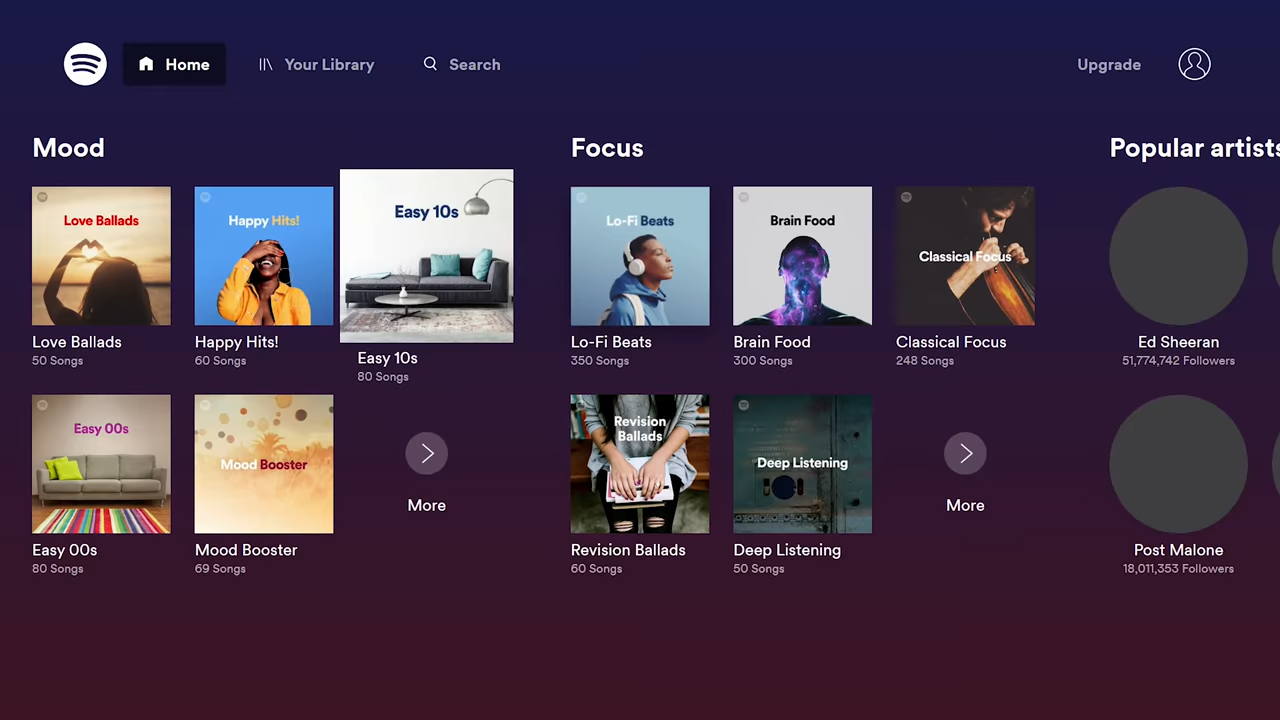 Home
Your Library
Search
Upgrade
Mood
Love Ballads
Happy Hits!
Easy 10s
Love Ballads
50 Songs
Happy Hits!
60 Songs
Easy 10s
80 Songs
Easy 00s
Mood Booster
More
Easy 00s
80 Songs
Mood Booster
69 Songs
Focus
Lo-Fi Beats
Brain Food
Classical Focus
Lo-Fi Beats
350 Songs
Brain Food
300 Songs
Classical Focus
248 Songs
Revision
Ballads
Deep Listening
More
Revision Ballads
60 Songs
Deep Listening
50 Songs
Popular artists
Ed Sheeran
51,774,742 Followers
Post Malone
18,011,353 Followers